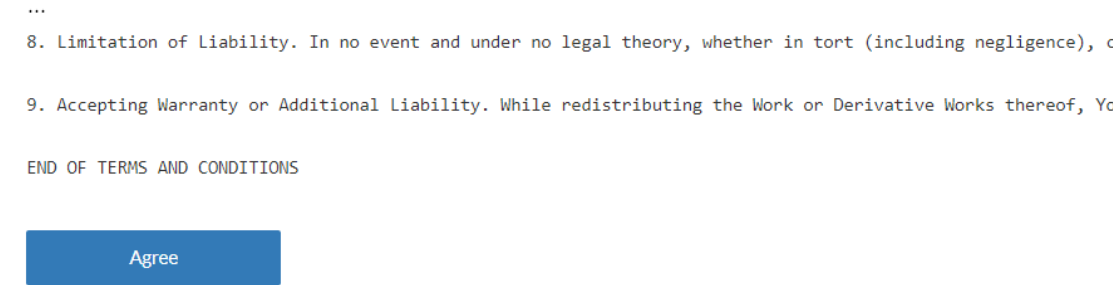 ...
8. Limitation of Liability. In no event and under no legal theory, whether in tort (including negligence),
9. Accepting Warranty or Additional Liability. While redistributing the Work or Derivative Works thereof,
END OF TERMS AND CONDITIONS
Agree